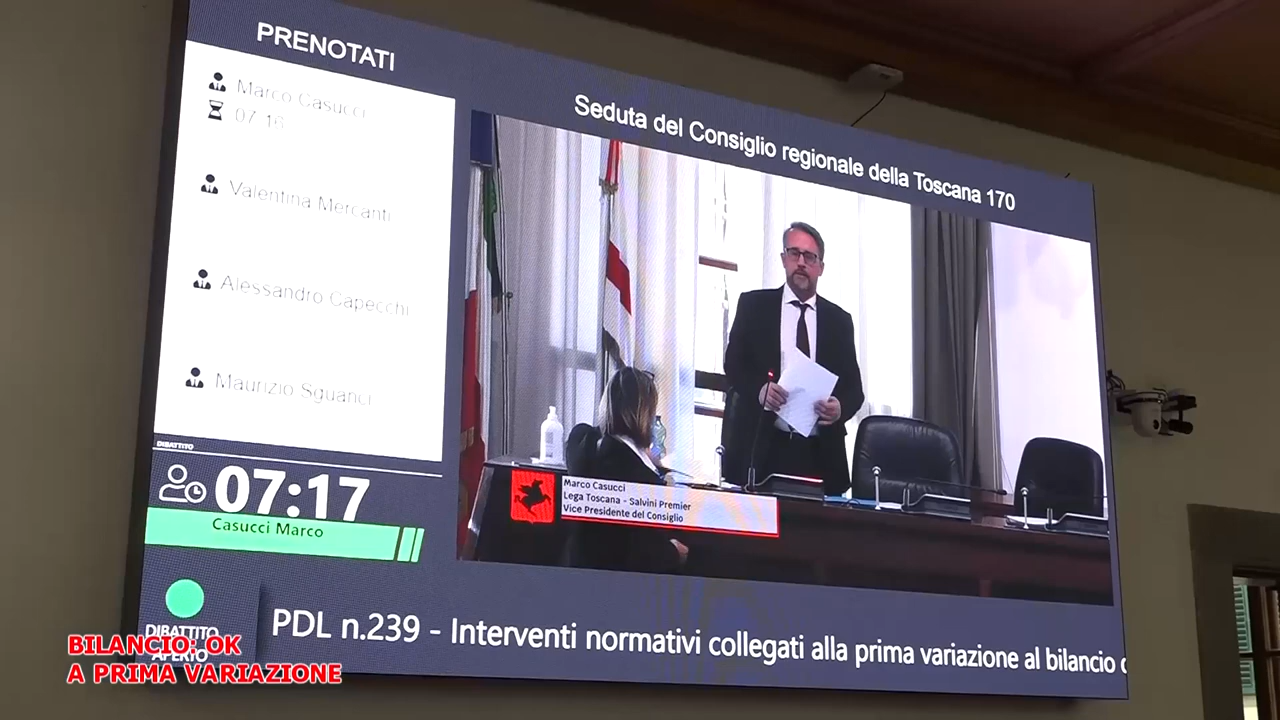 PRENOTATI
Marco Casucci
07:16
Valentina Mercanti
Alessandro Capecchi
Maurizio Sguanci
DIBATTITO
07:17
Casucci Marco
DIBATTITO
APERTO
Seduta del Consiglio regionale della Toscana 170
Marco Casucci
Lega Toscana - Salvini Premier
Vice Presidente del Consiglio
PDL n.239 - Interventi normativi collegati alla prima variazione al bilancio
BILANCIO: OK
A PRIMA VARIAZIONE